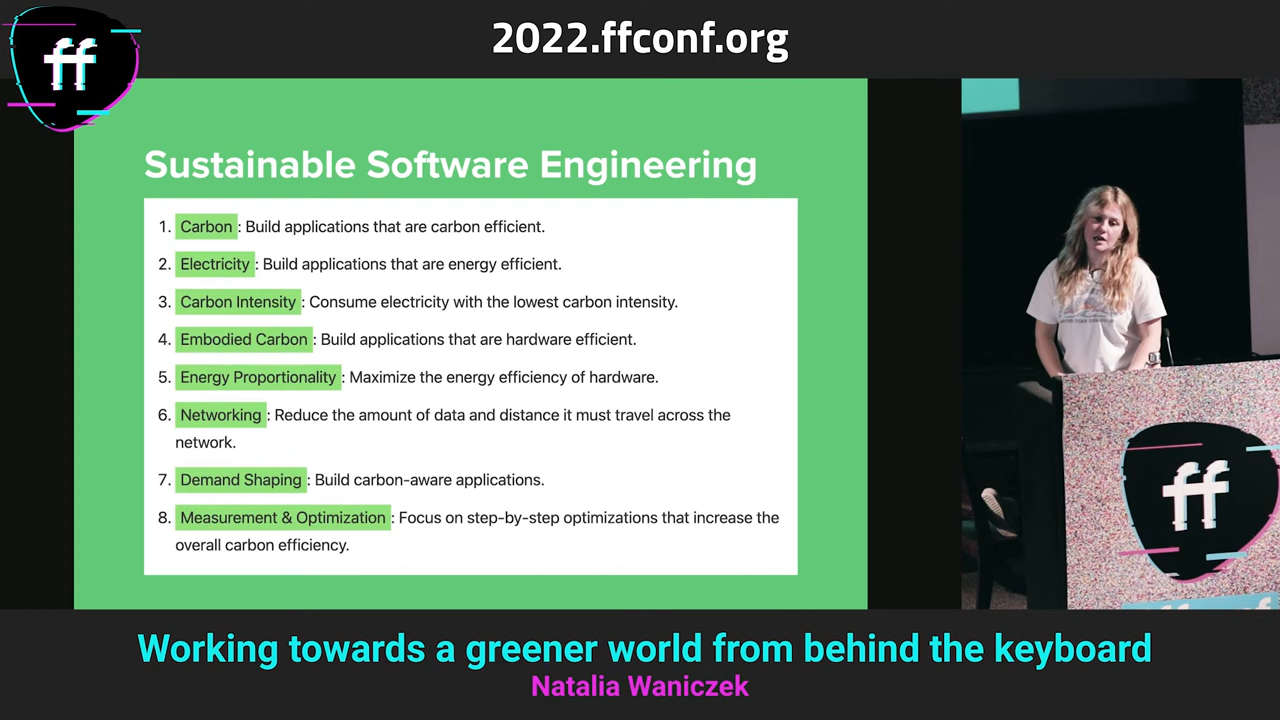 2022.ffconf.org
ff
Sustainable Software Engineering
1. Carbon : Build applications that are carbon efficient.
2. Electricity : Build applications that are energy efficient.
3. Carbon Intensity : Consume electricity with the lowest carbon intensity.
4. Embodied Carbon : Build applications that are hardware efficient.
5. Energy Proportionality : Maximize the energy efficiency of hardware.
6. Networking : Reduce the amount of data and distance it must travel across the
network.
7. Demand Shaping : Build carbon-aware applications.
8. Measurement & Optimization : Focus on step-by-step optimizations that increase the
overall carbon efficiency.
ff
Working towards a greener world from behind the keyboard
Natalia Waniczek